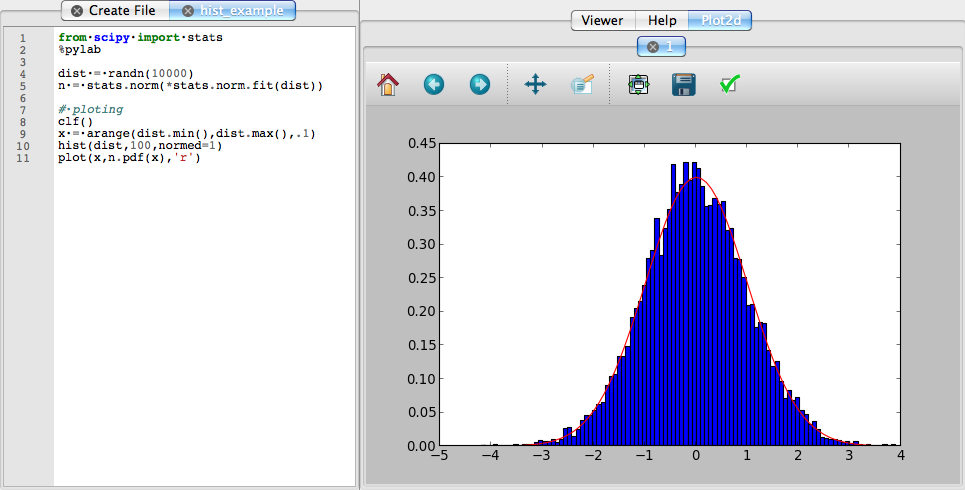 Create File
hist_example
1 from scipy import stats
2 %pylab
3
4 dist = randn(10000)
5 n = stats.norm(*stats.norm.fit(dist))
6
7 # ploting
8 clf()
9 x = arange(dist.min(),dist.max(),.1)
10 hist(dist,100,normed=1)
11 plot(x,n.pdf(x),'r')
Viewer Help Plot2d
1
0.45
0.40
0.35
0.30
0.25
0.20
0.15
0.10
0.05
0.00
−5 −4 −3 −2 −1 0 1 2 3 4